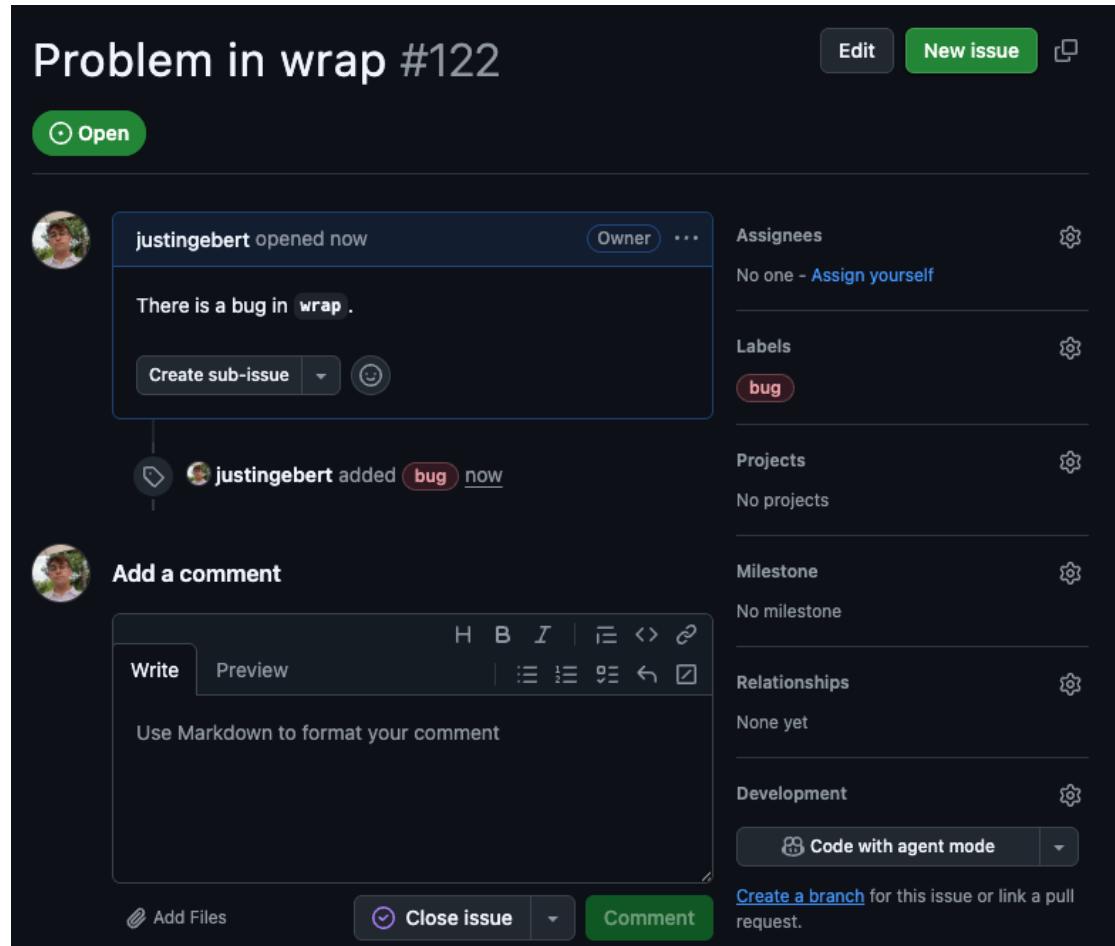 Problem in wrap #122
Edit
New issue
Open
justingebert opened now
Owner
There is a bug in wrap.
Create sub-issue
justingebert added bug now
Add a comment
H B I
Write
Preview
Use Markdown to format your comment
Add Files
Close issue
Comment
Assignees
No one - Assign yourself
Labels
bug
Projects
No projects
Milestone
No milestone
Relationships
None yet
Development
Code with agent mode
Create a branch for this issue or link a pull
request.